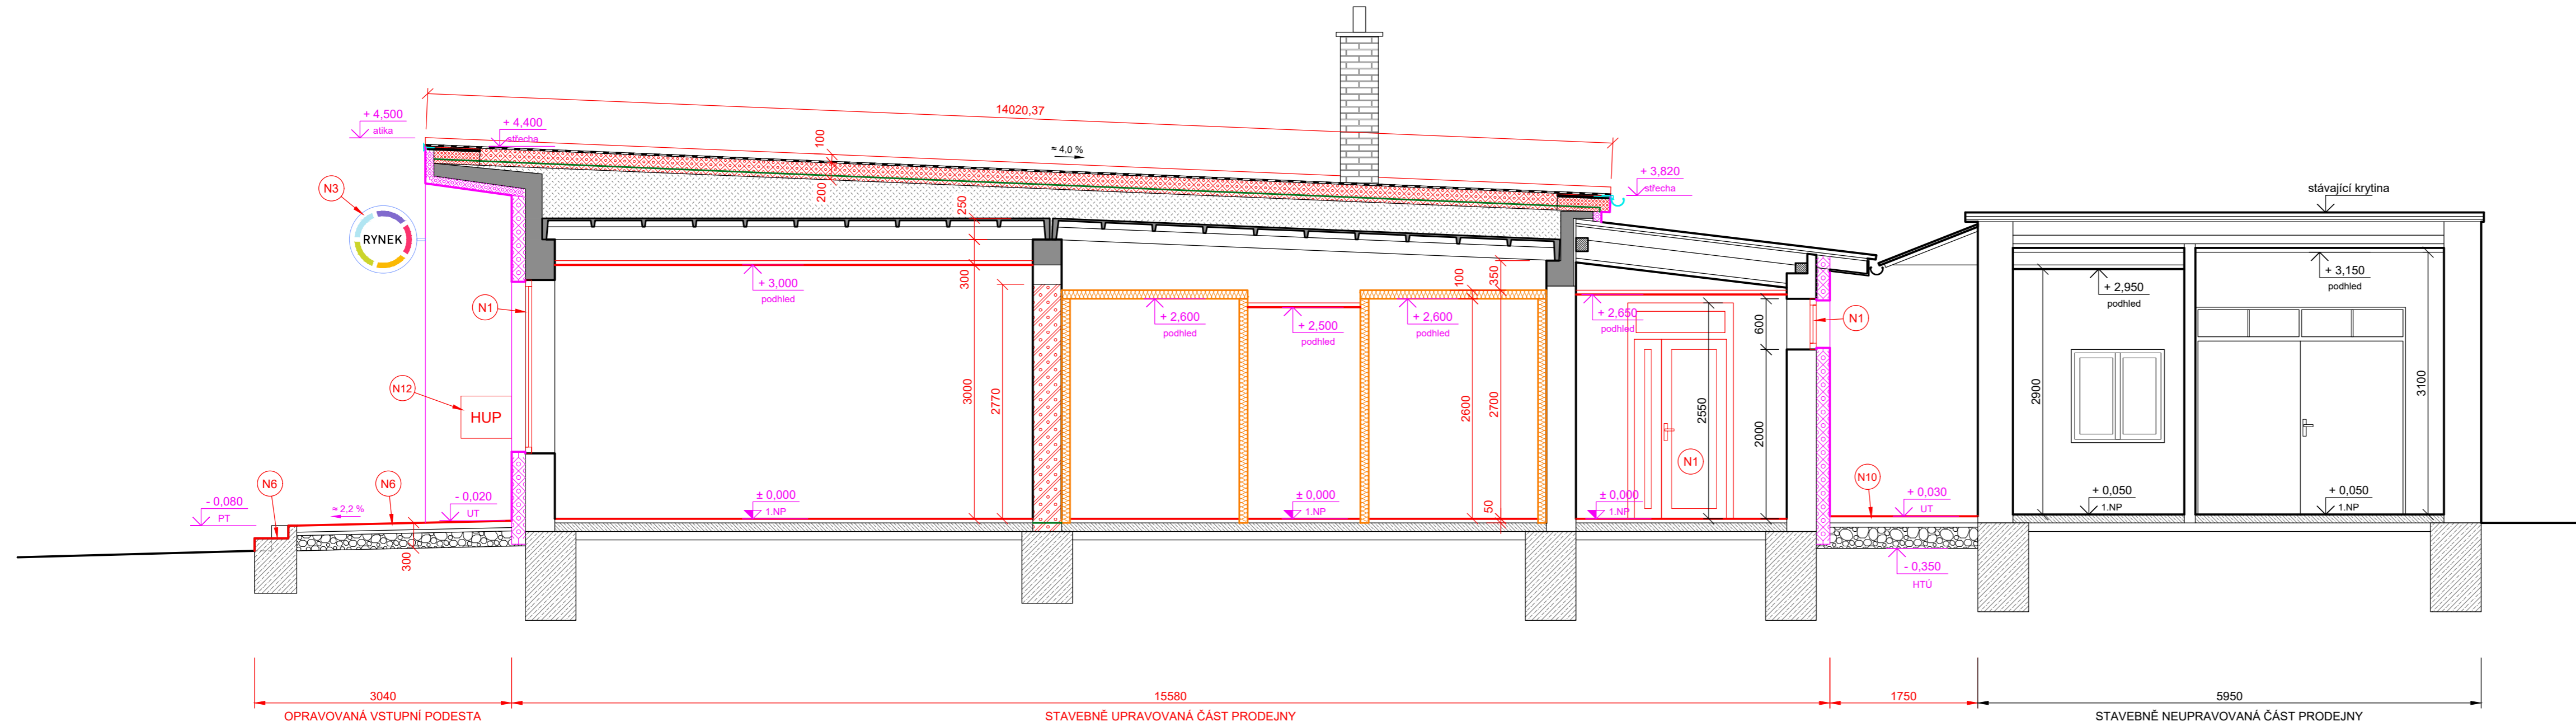 14020,37
+ 4,500
atika
+ 4,400
střecha
100
200
≈ 4,0 %
+ 3,820
střecha
stávající krytina
N3
RYNEK
250
300
+ 3,000
podhled
100
350
+ 2,600
podhled
+ 2,500
podhled
+ 2,600
podhled
+ 2,650
podhled
600
N1
N1
+ 2,950
podhled
+ 3,150
podhled
N12
HUP
3000
2770
2600
2700
2550
2000
2900
3100
N1
N6
N6
- 0,080
PT
≈ 2,2 %
- 0,020
UT
± 0,000
1.NP
± 0,000
1.NP
50
± 0,000
1.NP
N10
+ 0,030
UT
+ 0,050
1.NP
+ 0,050
1.NP
300
- 0,350
HTÚ
3040
15580
1750
5950
OPRAVOVANÁ VSTUPNÍ PODESTA
STAVEBNĚ UPRAVOVANÁ ČÁST PRODEJNY
STAVEBNĚ NEUPRAVOVANÁ ČÁST PRODEJNY